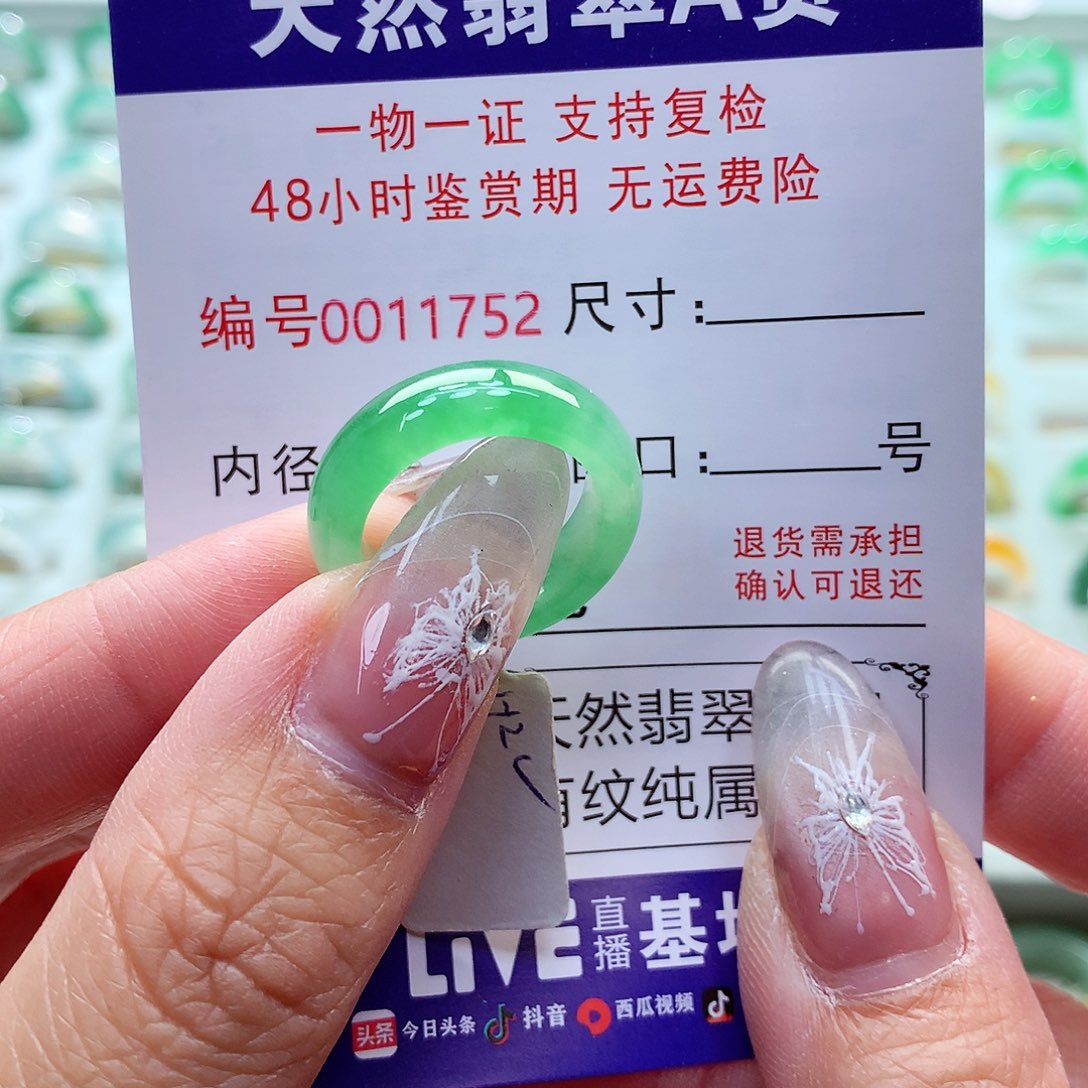 天然翡翠A货
一物一证 支持复检
48小时鉴赏期 无运费险
编号0011752 尺寸:
内径 口: 号
退货需承担
确认可退还
天然翡翠
有纹纯属
LIVE 直播 基地
头条 今日头条 抖音 西瓜视频